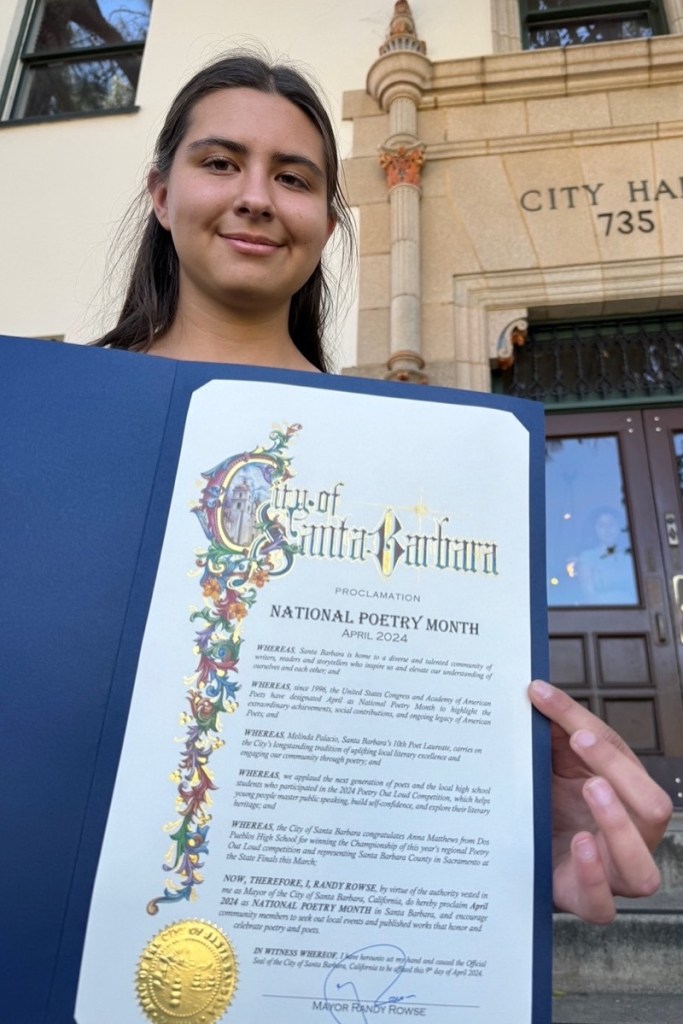 CITY HA
735
City of
Santa Barbara
PROCLAMATION
NATIONAL POETRY MONTH
APRIL 2024
WHEREAS, Santa Barbara is home to a diverse and talented community of
writers, readers and storytellers who inspire us and elevate our understanding of
ourselves and each other; and
WHEREAS, since 1996, the United States Congress and Academy of American
Poets have designated April as National Poetry Month to highlight the
extraordinary achievements, social contributions, and ongoing legacy of American
Poets; and
WHEREAS, Melinda Palacio, Santa Barbara's 10th Poet Laureate, carries on
the City's longstanding tradition of uplifting local literary excellence and
engaging our community through poetry; and
WHEREAS, we applaud the next generation of poets and the local high school
students who participated in the 2024 Poetry Out Loud Competition, which helps
young people master public speaking, build self-confidence, and explore their literary
heritage; and
WHEREAS, the City of Santa Barbara congratulates Anna Matthews from Dos
Pueblos High School for winning the Championship of this year's regional Poetry
Out Loud competition and representing Santa Barbara County in Sacramento at
the State Finals this March;
NOW, THEREFORE, I, RANDY ROWSE, by virtue of the authority vested in
me as Mayor of the City of Santa Barbara, California, do hereby proclaim April
2024 as NATIONAL POETRY MONTH in Santa Barbara, and encourage
community members to seek out local events and published works that honor and
celebrate poetry and poets.
IN WITNESS WHEREOF, I have hereunto set my hand and caused the Official
Seal of the City of Santa Barbara, California to be affixed this 9th day of April 2024.
MAYOR RANDY ROWSE